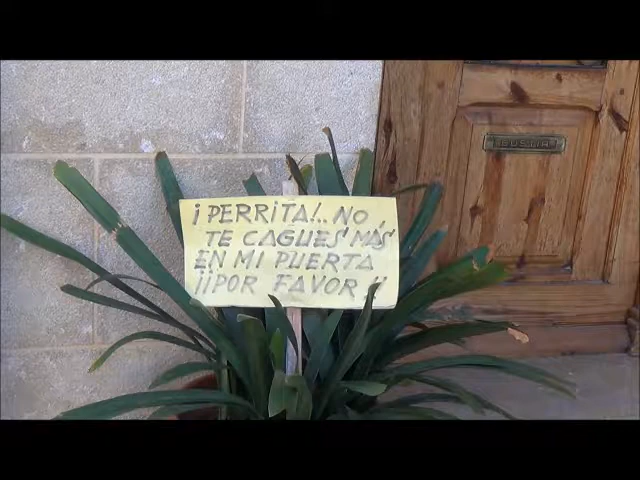 ¡PERRITA!.. NO
TE CAGUES MÁS
EN MI PUERTA
¡¡POR FAVOR!!
BUSTIA